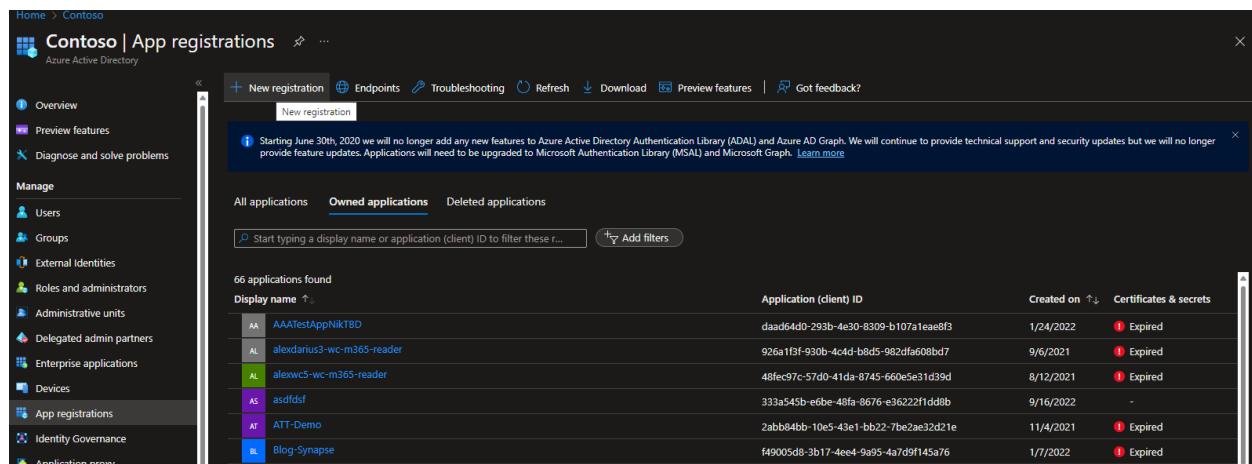 Home > Contoso
Contoso | App registrations
Azure Active Directory
Overview
Preview features
Diagnose and solve problems
Manage
Users
Groups
External Identities
Roles and administrators
Administrative units
Delegated admin partners
Enterprise applications
Devices
App registrations
Identity Governance
Application proxy
New registration Endpoints Troubleshooting Refresh Download Preview features Got feedback?
New registration
Starting June 30th, 2020 we will no longer add any new features to Azure Active Directory Authentication Library (ADAL) and Azure AD Graph. We will continue to provide technical support and security updates but we will no longer
provide feature updates. Applications will need to be upgraded to Microsoft Authentication Library (MSAL) and Microsoft Graph. Learn more
All applications Owned applications Deleted applications
Start typing a display name or application (client) ID to filter these r... Add filters
66 applications found
Display name Application (client) ID Created on Certificates & secrets
AA AAATestAppNikTBD daad64d0-293b-4e30-8309-b107a1eae8f3 1/24/2022 Expired
AL alexdarius3-wc-m365-reader 926a1f3f-930b-4c4d-b8d5-982dfa608bd7 9/6/2021 Expired
AL alexwc5-wc-m365-reader 48fec97c-57d0-41da-8745-660e5e31d39d 8/12/2021 Expired
AS asdfdsf 333a545b-e6be-48fa-8676-e36222f1dd8b 9/16/2022 -
AT ATT-Demo 2abb84bb-10e5-43e1-bb22-7be2ae32d21e 11/4/2021 Expired
BL Blog-Synapse f49005d8-3b17-4ee4-9a95-4a7d9f145a76 1/7/2022 Expired